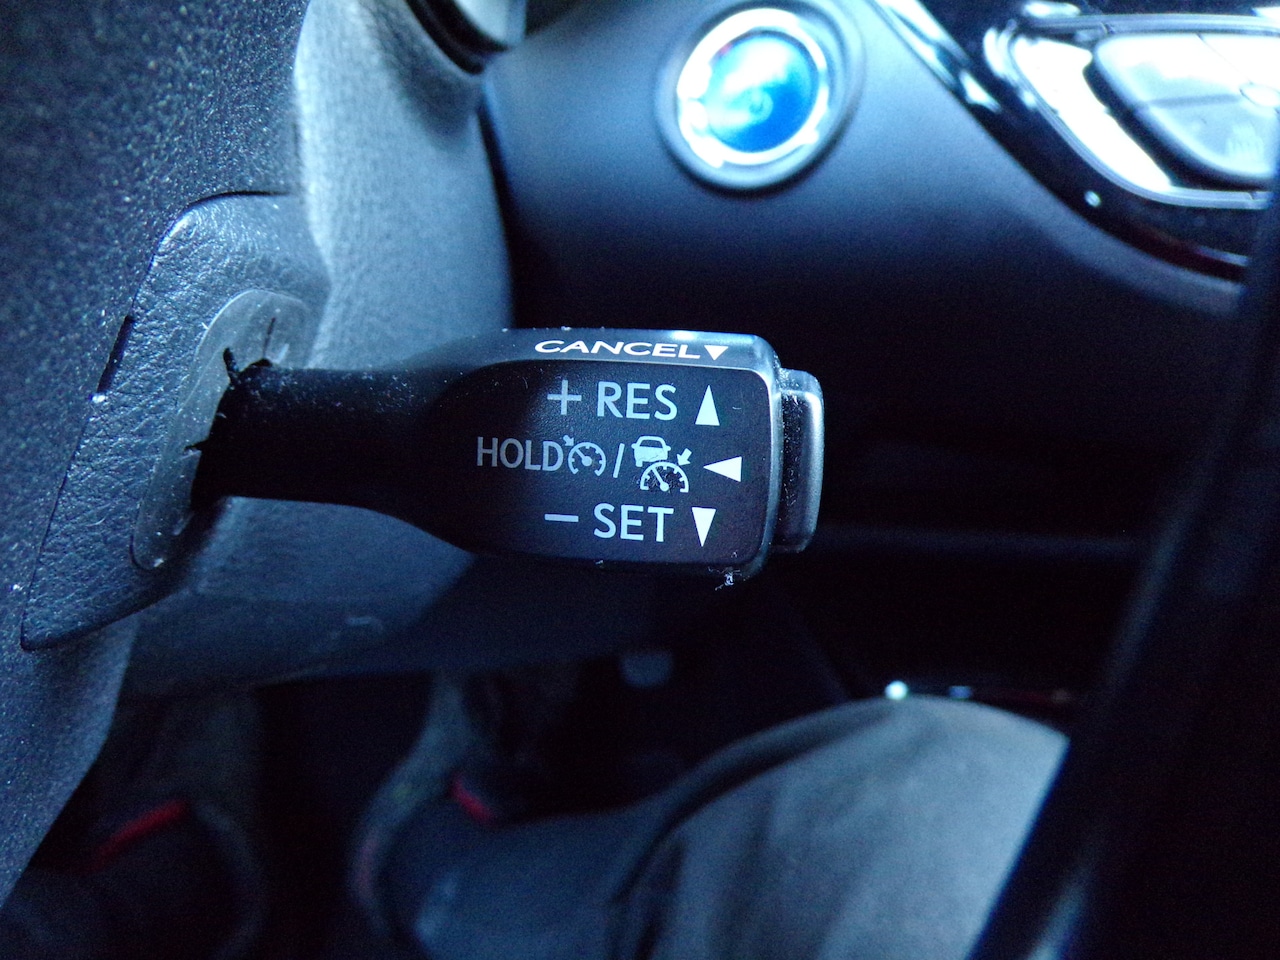 CANCEL▼
+ RES ▲
HOLD / ◀
− SET ▼